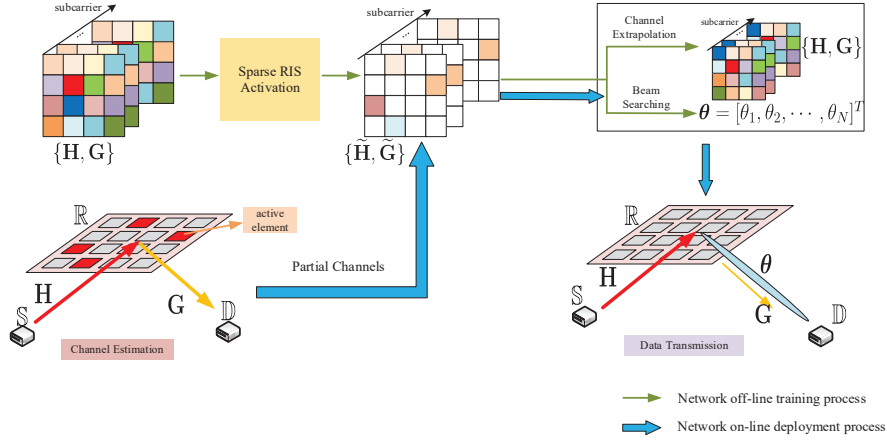 subcarrier
...
{H, G}
Sparse RIS
Activation
subcarrier
...
{H̃, G̃}
Channel
Extrapolation
subcarrier
...
{H, G}
Beam
Searching
θ = [θ₁, θ₂, ⋯ , θ_N]^T
ℝ
active
element
H
G
𝕊
𝔻
Channel Estimation
Partial Channels
ℝ
H
θ
G
𝕊
𝔻
Data Transmission
Network off-line training process
Network on-line deployment process